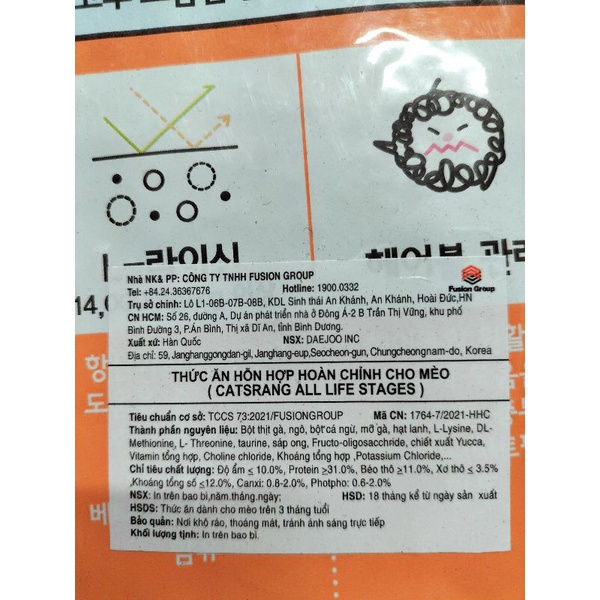 L-라이신
헤어볼 관리
14,0
Nhà NK& PP: CÔNG TY TNHH FUSION GROUP
Tel: +84.24.36367676 Hotline: 1900.0332
Fusion Group
Trụ sở chính: Lô L1-06B-07B-08B, KDL Sinh thái An Khánh, An Khánh, Hoài Đức,HN
CN HCM: Số 26, đường A, Dự án phát triển nhà ở Đông Á-2 B Trần Thị Vững, khu phố
Bình Đường 3, P.An Bình, Thị xã Dĩ An, tỉnh Bình Dương.
Xuất xứ: Hàn Quốc NSX: DAEJOO INC
Địa chỉ: 59, Janghanggongdan-gil, Janghang-eup,Seocheon-gun, Chungcheongnam-do, Korea
THỨC ĂN HỖN HỢP HOÀN CHỈNH CHO MÈO
( CATSRANG ALL LIFE STAGES )
Tiêu chuẩn cơ sở: TCCS 73:2021/FUSIONGROUP Mã CN: 1764-7/2021-HHC
Thành phần nguyên liệu: Bột thịt gà, ngô, bột cá ngừ, mỡ gà, hạt lanh, L-Lysine, DL-
Methionine, L- Threonine, taurine, sáp ong, Fructo-oligosaccharide, chiết xuất Yucca,
Vitamin tổng hợp, Choline chloride, Khoáng tổng hợp ,Potassium Chloride,...
Chỉ tiêu chất lượng: Độ ẩm ≤ 10.0%, Protein ≥31.0%, Béo thô ≥11.0%, Xơ thô ≤ 3.5%
,Khoáng tổng số ≤12.0%, Canxi: 0.8-2.0%, Photpho: 0.6-2.0%
NSX: In trên bao bì,năm.tháng.ngày; HSD: 18 tháng kể từ ngày sản xuất
HSDS: Thức ăn dành cho mèo trên 3 tháng tuổi
Bảo quản: Nơi khô ráo, thoáng mát, tránh ánh sáng trực tiếp
Khối lượng tịnh: In trên bao bì.